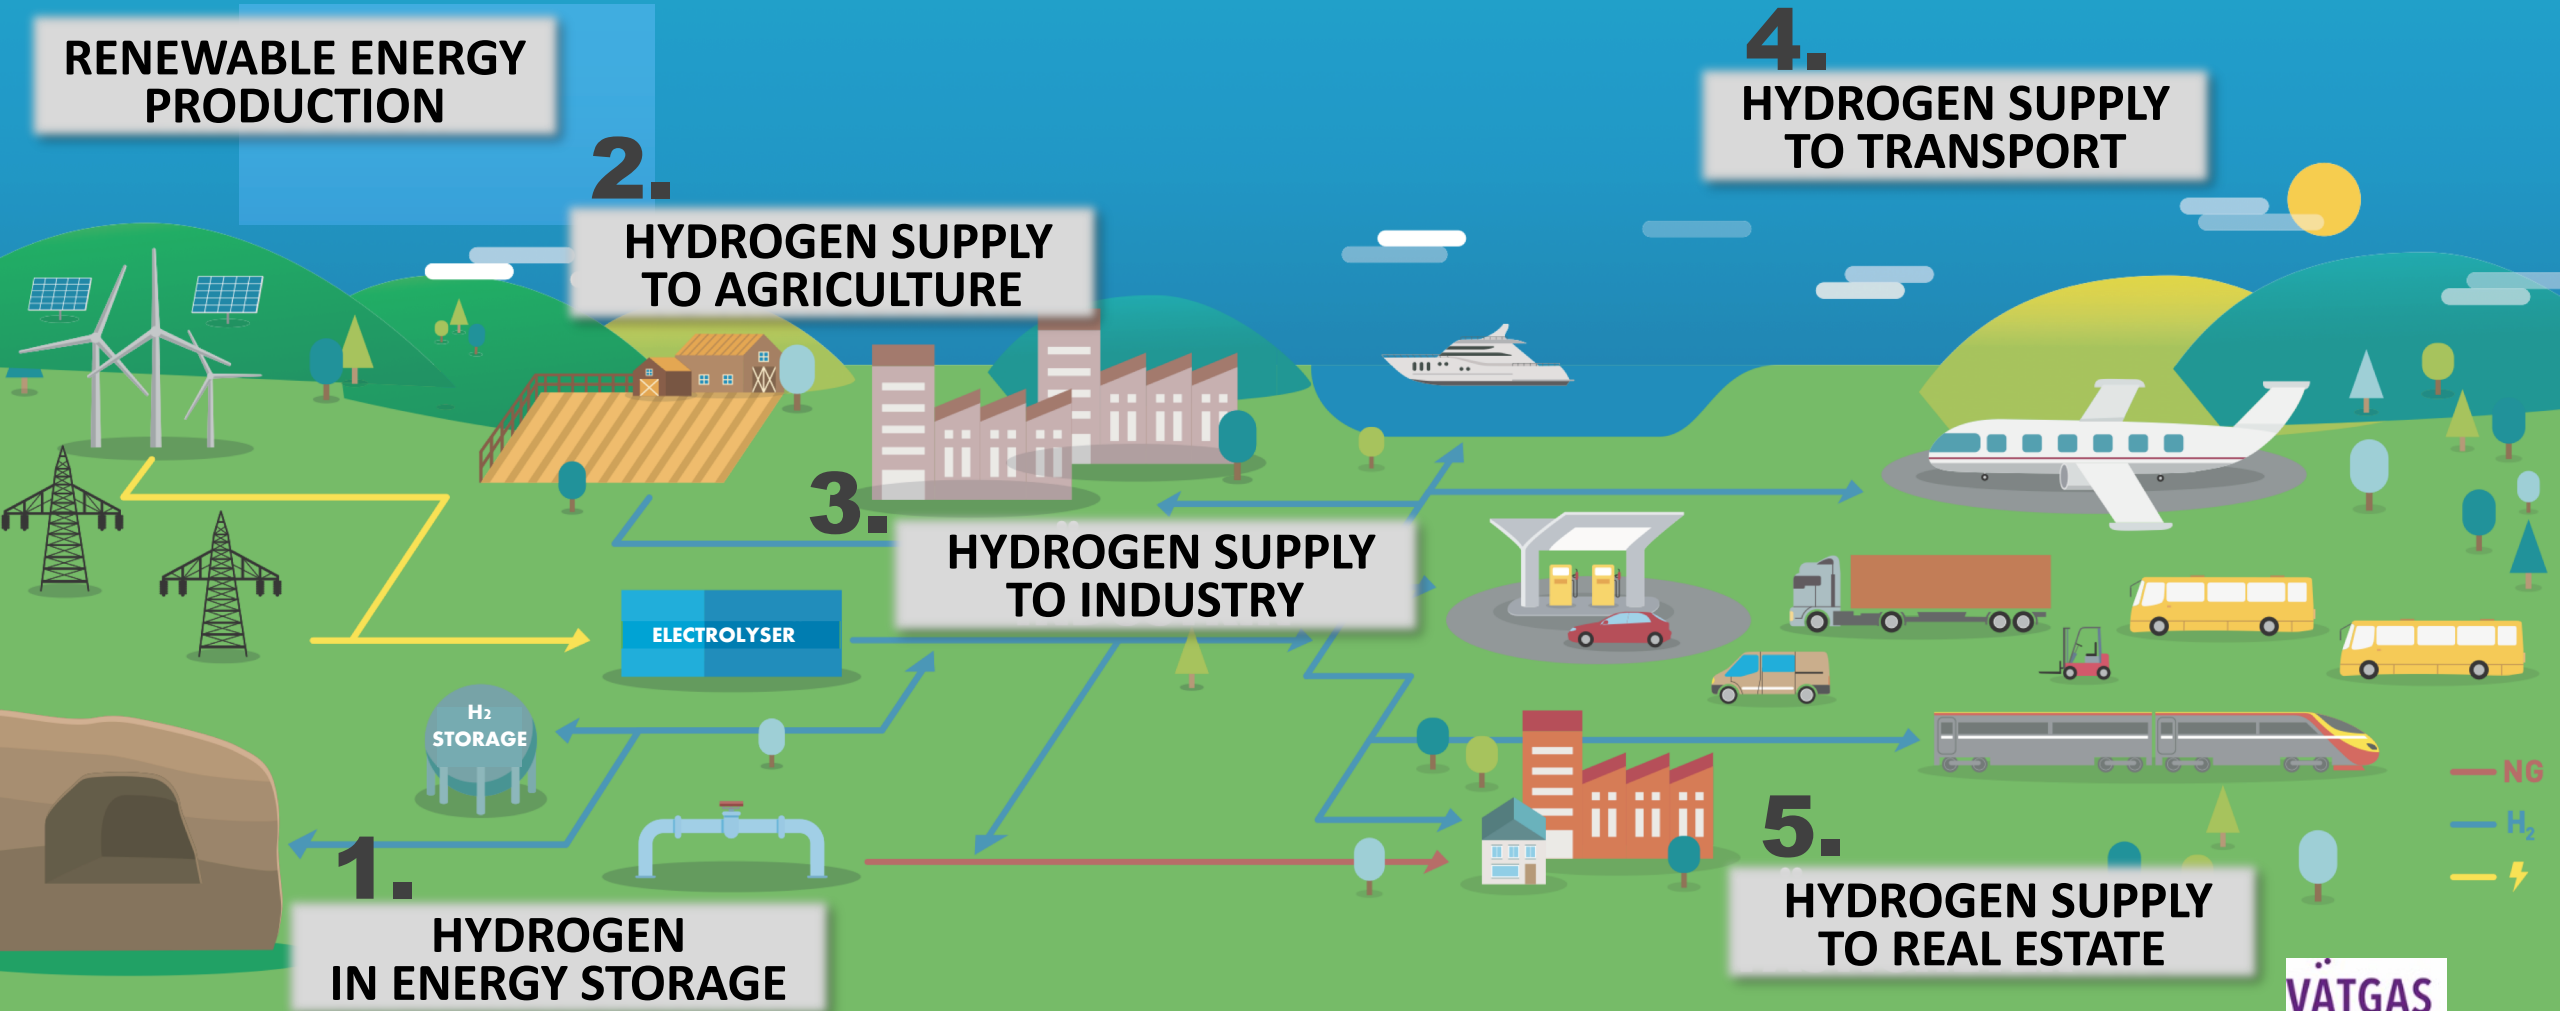 RENEWABLE ENERGY
PRODUCTION
2.
HYDROGEN SUPPLY
TO AGRICULTURE
4.
HYDROGEN SUPPLY
TO TRANSPORT
3.
HYDROGEN SUPPLY
TO INDUSTRY
ELECTROLYSER
H₂
STORAGE
1.
HYDROGEN
IN ENERGY STORAGE
5.
HYDROGEN SUPPLY
TO REAL ESTATE
NG
H₂
VÄTGAS